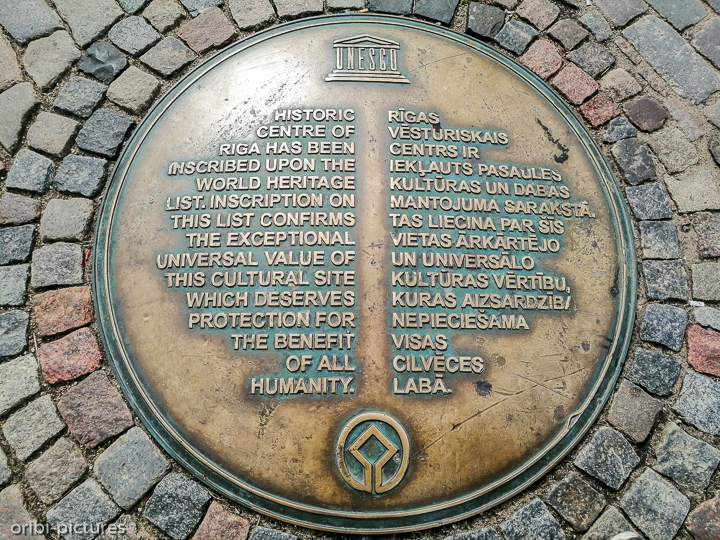 UNESCO
HISTORIC
CENTRE OF
RIGA HAS BEEN
INSCRIBED UPON THE
WORLD HERITAGE
LIST. INSCRIPTION ON
THIS LIST CONFIRMS
THE EXCEPTIONAL
UNIVERSAL VALUE OF
THIS CULTURAL SITE
WHICH DESERVES
PROTECTION FOR
THE BENEFIT
OF ALL
HUMANITY.
RĪGAS
VĒSTURISKAIS
CENTRS IR
IEKĻAUTS PASAULES
KULTŪRAS UN DABAS
MANTOJUMA SARAKSTĀ.
TAS LIECINA PAR ŠĪS
VIETAS ĀRKĀRTĒJO
UN UNIVERSĀLO
KULTŪRAS VĒRTĪBU,
KURAS AIZSARDZĪBA
NEPIECIEŠAMA
VISAS
CILVĒCES
LABĀ.
oribi-pictures